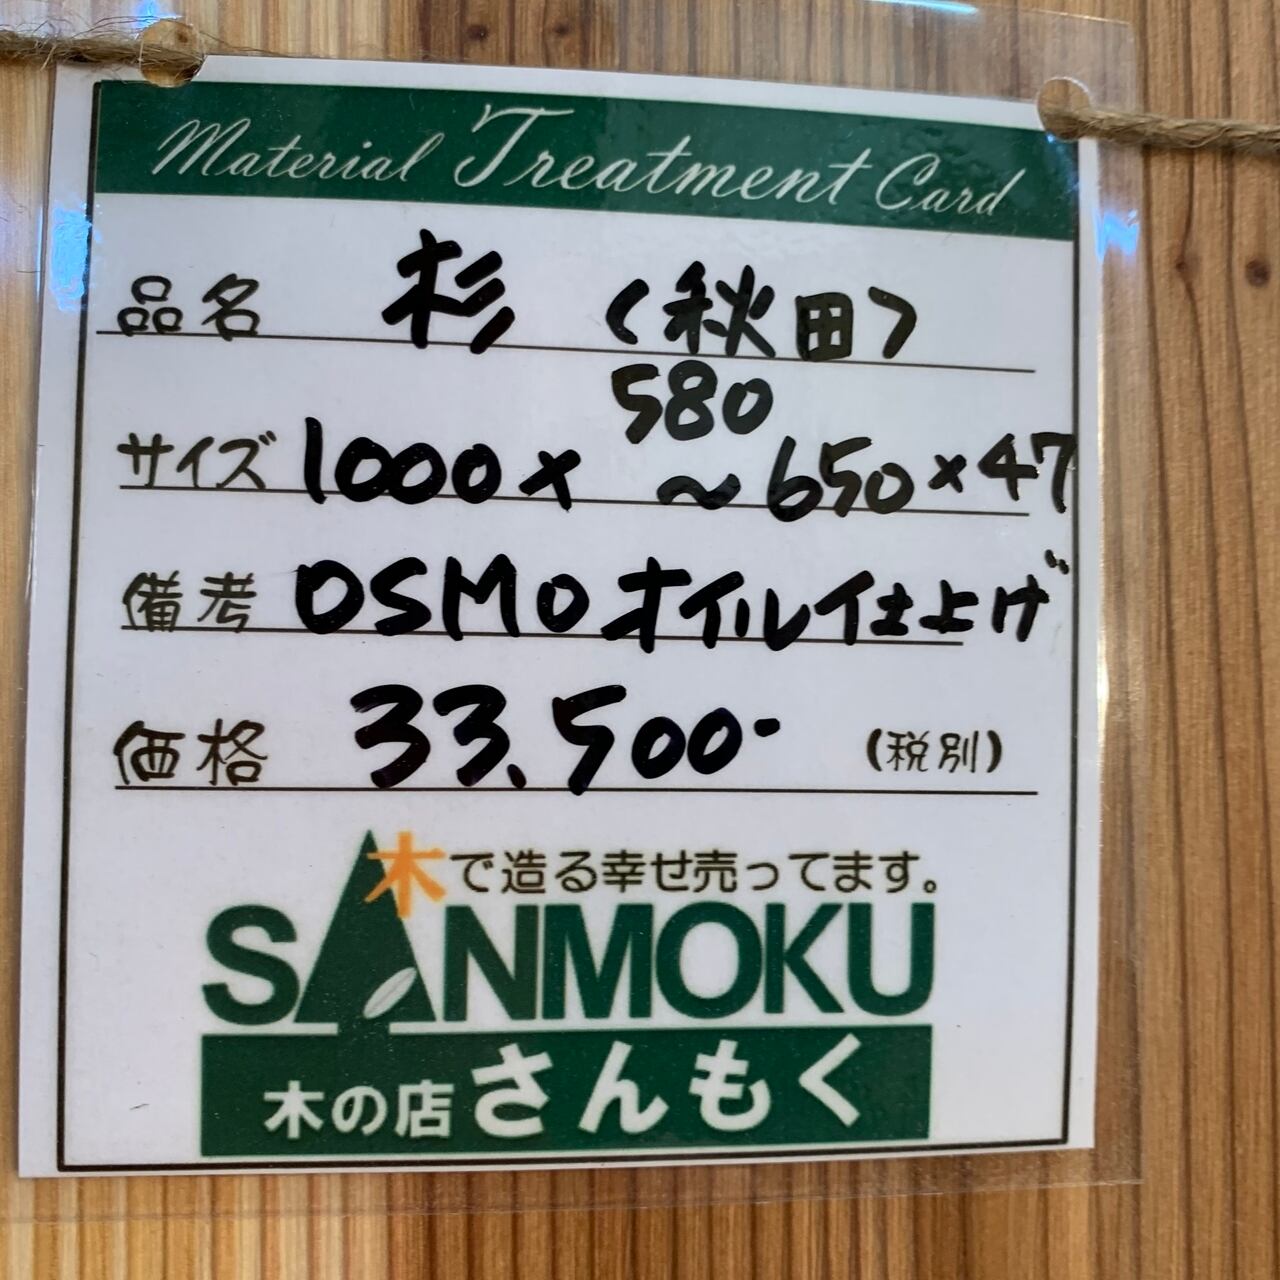 Material Treatment Card
品名 杉 (秋田)
サイズ 1000× 580～650×47
備考 OSMOオイル仕上げ
価格 33,500- (税別)
木で造る幸せ売ってます。
SANMOKU
木の店さんもく